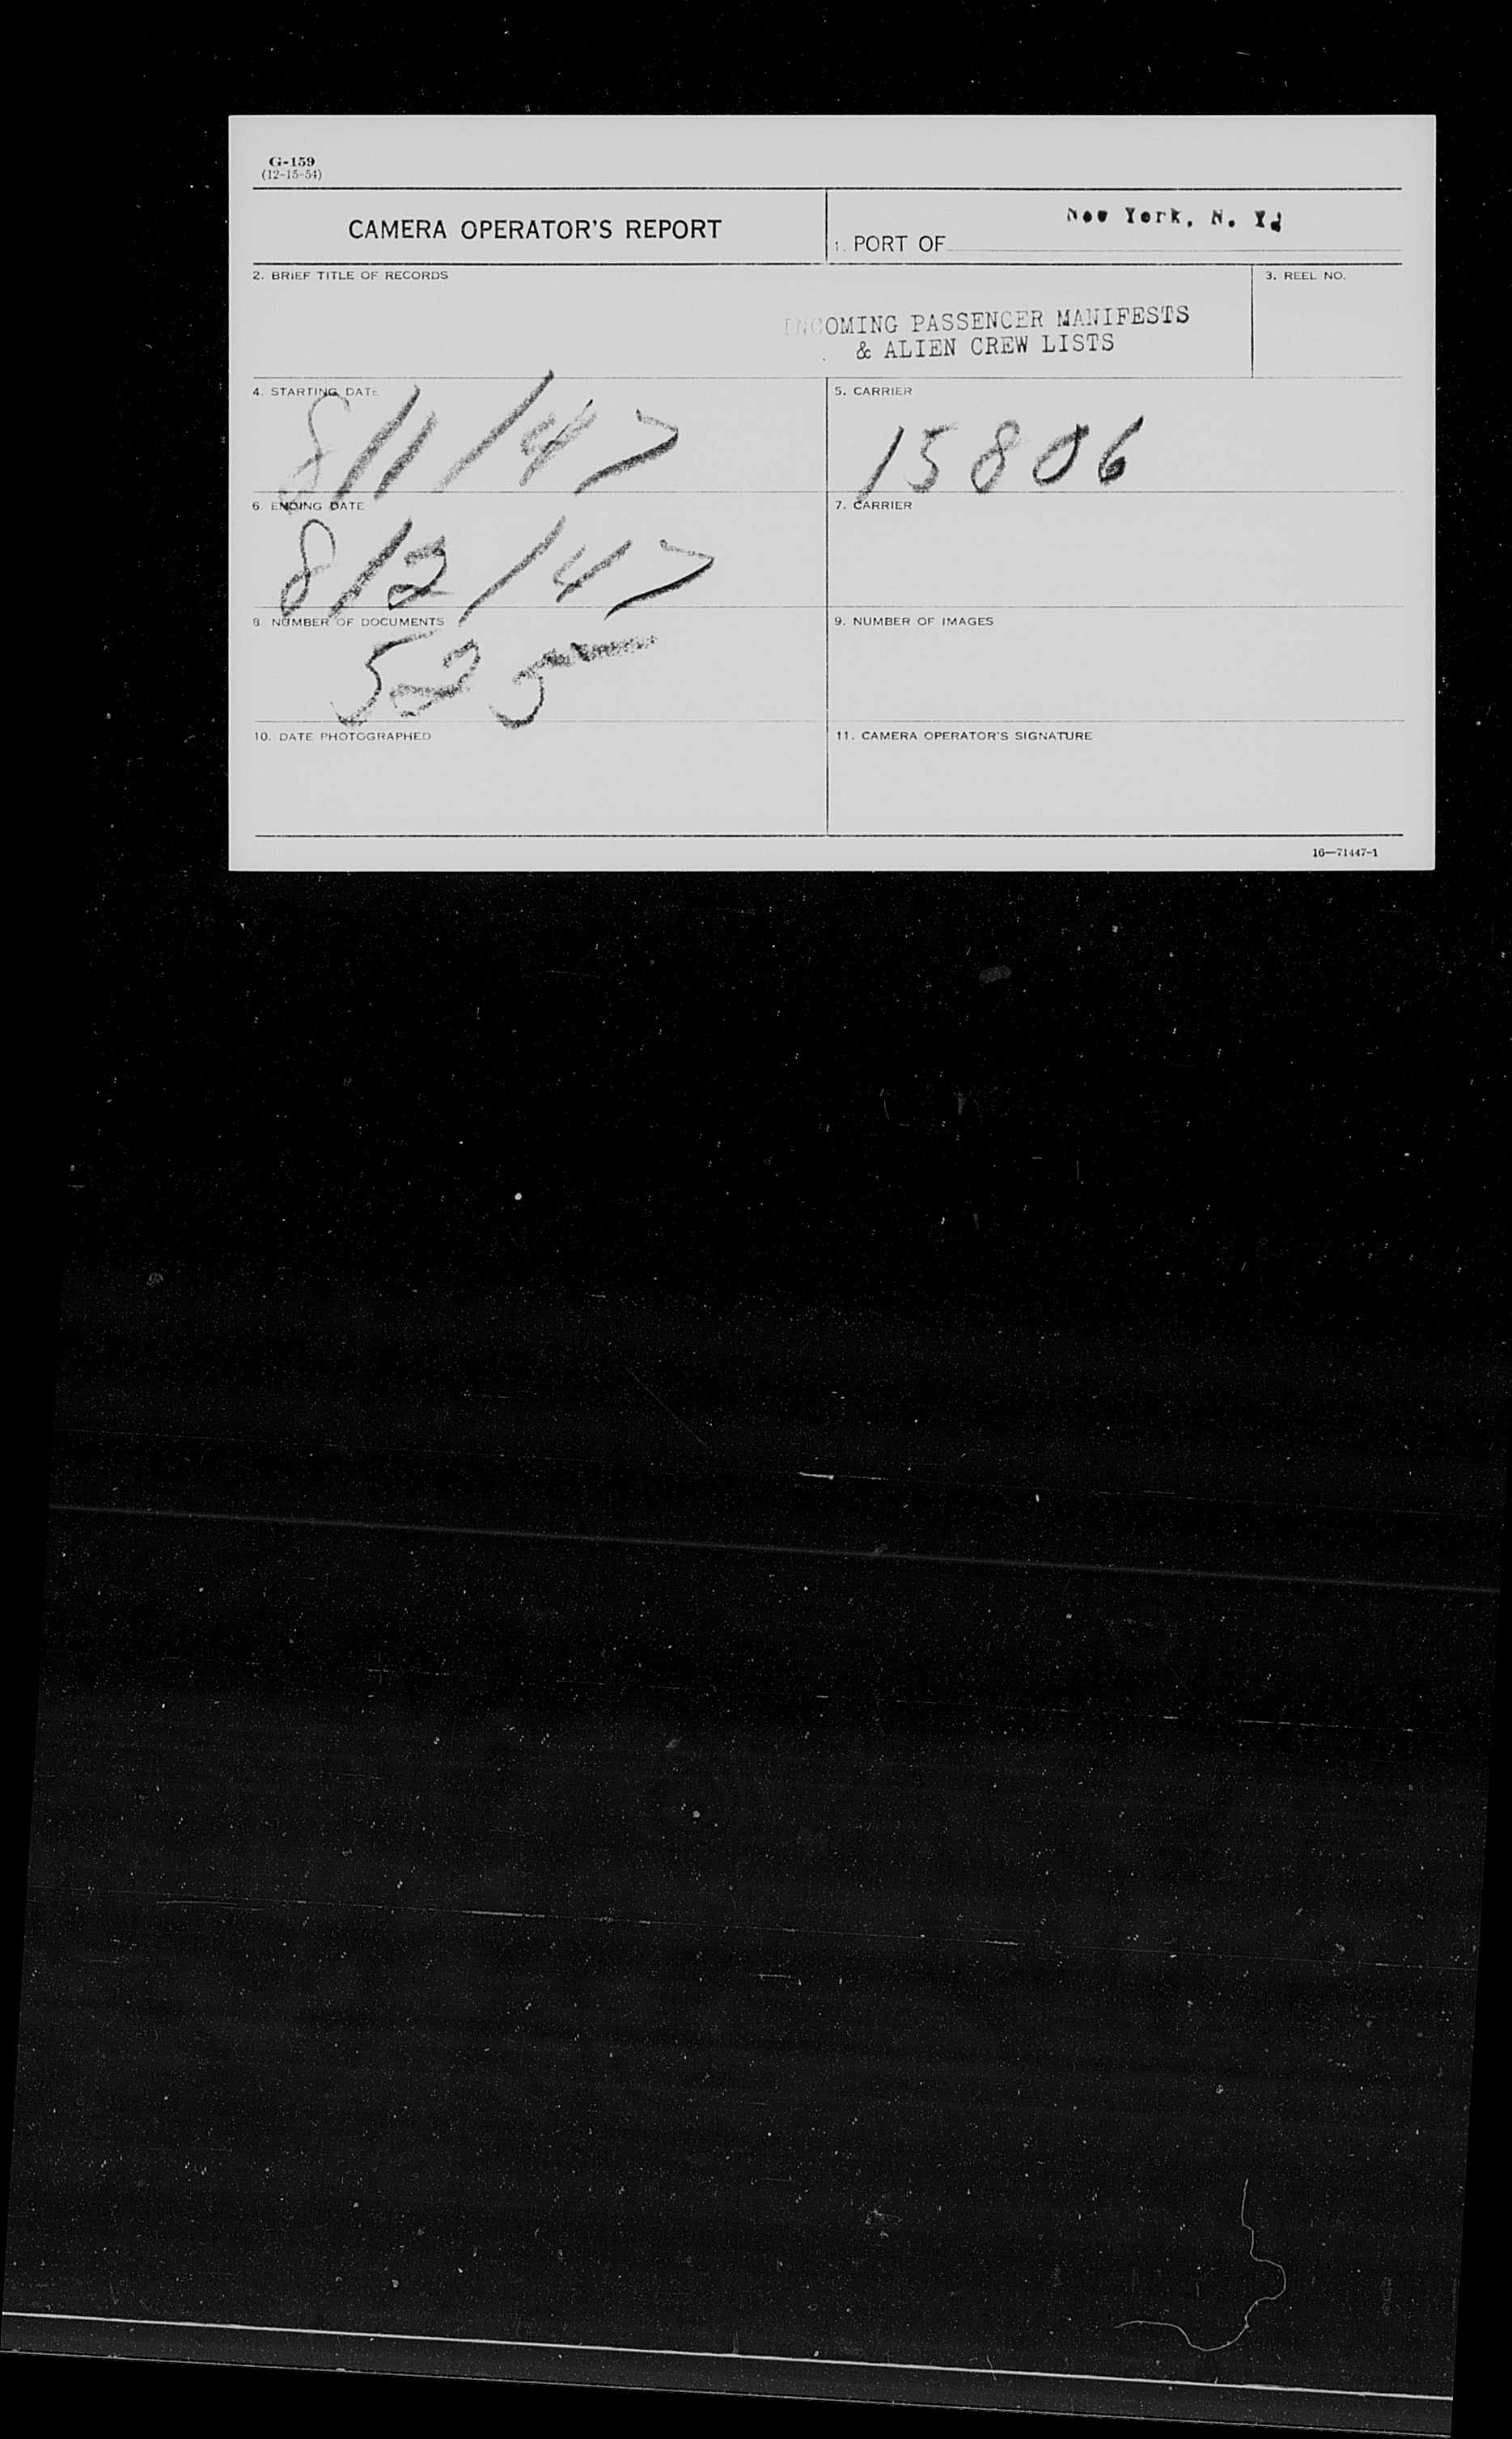 G-159
(12-15-54)
CAMERA OPERATOR'S REPORT
1. PORT OF New York, N. Y.
2. BRIEF TITLE OF RECORDS
3. REEL NO.
INCOMING PASSENGER MANIFESTS
& ALIEN CREW LISTS
4. STARTING DATE
8/1/47
5. CARRIER
15806
6. ENDING DATE
8/2/47
7. CARRIER
8. NUMBER OF DOCUMENTS
525
9. NUMBER OF IMAGES
10. DATE PHOTOGRAPHED
11. CAMERA OPERATOR'S SIGNATURE
16—71447-1